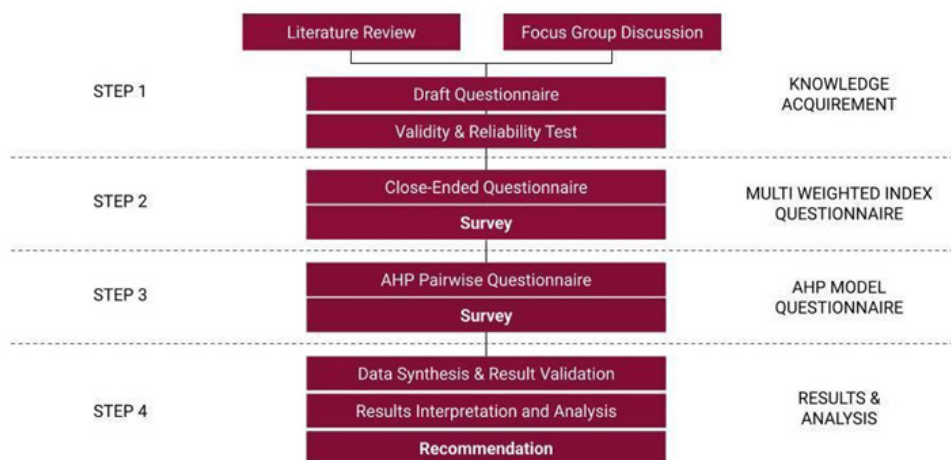 Literature Review
Focus Group Discussion
STEP 1
Draft Questionnaire
Validity & Reliability Test
KNOWLEDGE
ACQUIREMENT
STEP 2
Close-Ended Questionnaire
Survey
MULTI WEIGHTED INDEX
QUESTIONNAIRE
STEP 3
AHP Pairwise Questionnaire
Survey
AHP MODEL
QUESTIONNAIRE
STEP 4
Data Synthesis & Result Validation
Results Interpretation and Analysis
Recommendation
RESULTS &
ANALYSIS